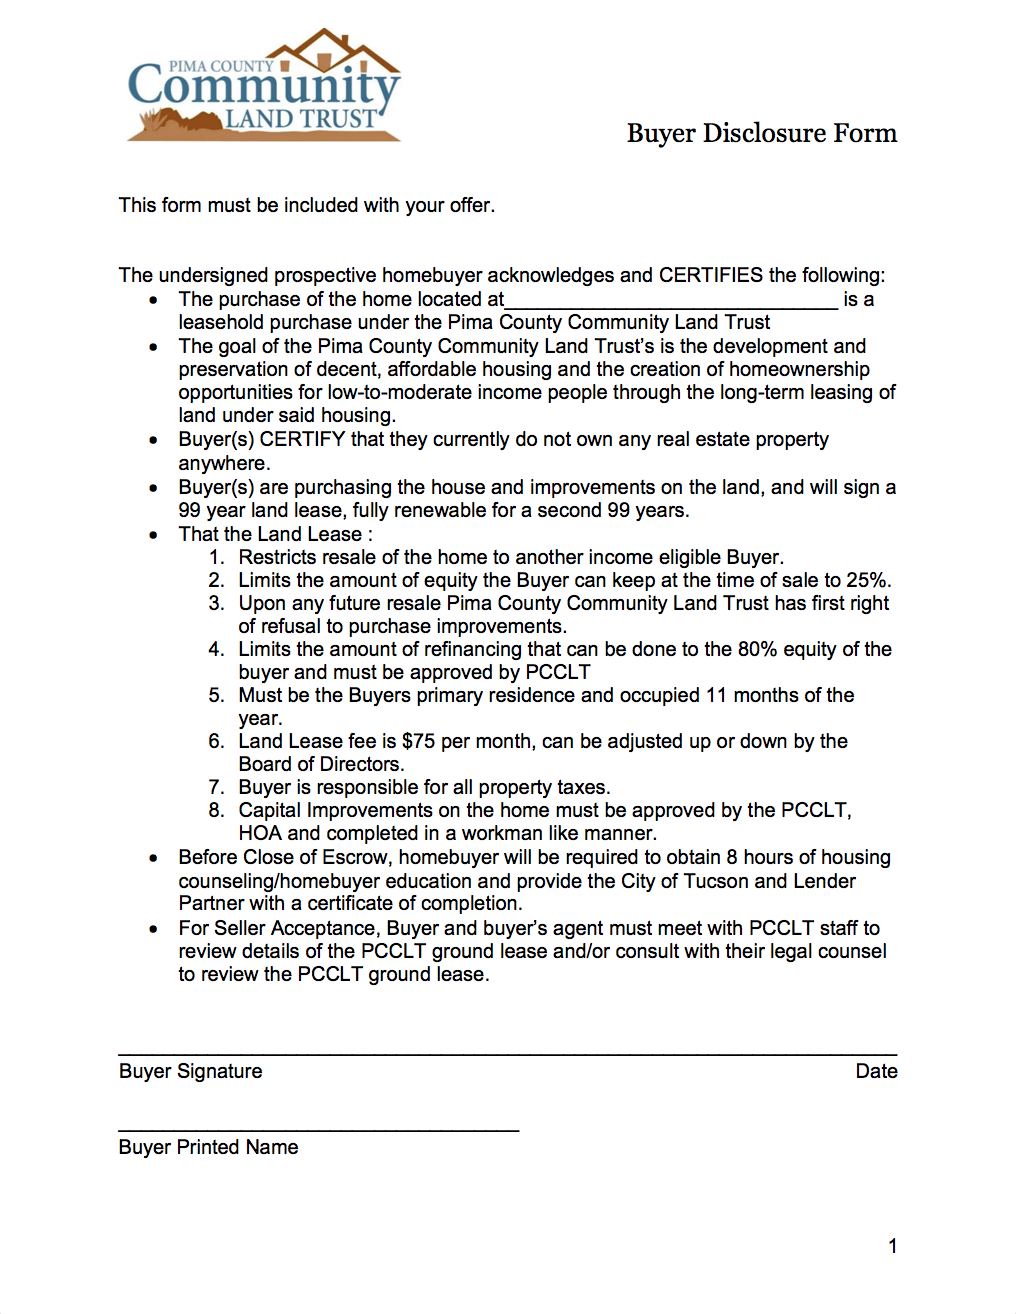 PIMA COUNTY
Community
LAND TRUST
Buyer Disclosure Form
This form must be included with your offer.
The undersigned prospective homebuyer acknowledges and CERTIFIES the following:
• The purchase of the home located at______________________________ is a
leasehold purchase under the Pima County Community Land Trust
• The goal of the Pima County Community Land Trust’s is the development and
preservation of decent, affordable housing and the creation of homeownership
opportunities for low-to-moderate income people through the long-term leasing of
land under said housing.
• Buyer(s) CERTIFY that they currently do not own any real estate property
anywhere.
• Buyer(s) are purchasing the house and improvements on the land, and will sign a
99 year land lease, fully renewable for a second 99 years.
• That the Land Lease :
1. Restricts resale of the home to another income eligible Buyer.
2. Limits the amount of equity the Buyer can keep at the time of sale to 25%.
3. Upon any future resale Pima County Community Land Trust has first right
of refusal to purchase improvements.
4. Limits the amount of refinancing that can be done to the 80% equity of the
buyer and must be approved by PCCLT
5. Must be the Buyers primary residence and occupied 11 months of the
year.
6. Land Lease fee is $75 per month, can be adjusted up or down by the
Board of Directors.
7. Buyer is responsible for all property taxes.
8. Capital Improvements on the home must be approved by the PCCLT,
HOA and completed in a workman like manner.
• Before Close of Escrow, homebuyer will be required to obtain 8 hours of housing
counseling/homebuyer education and provide the City of Tucson and Lender
Partner with a certificate of completion.
• For Seller Acceptance, Buyer and buyer’s agent must meet with PCCLT staff to
review details of the PCCLT ground lease and/or consult with their legal counsel
to review the PCCLT ground lease.
Buyer Signature Date
Buyer Printed Name
1